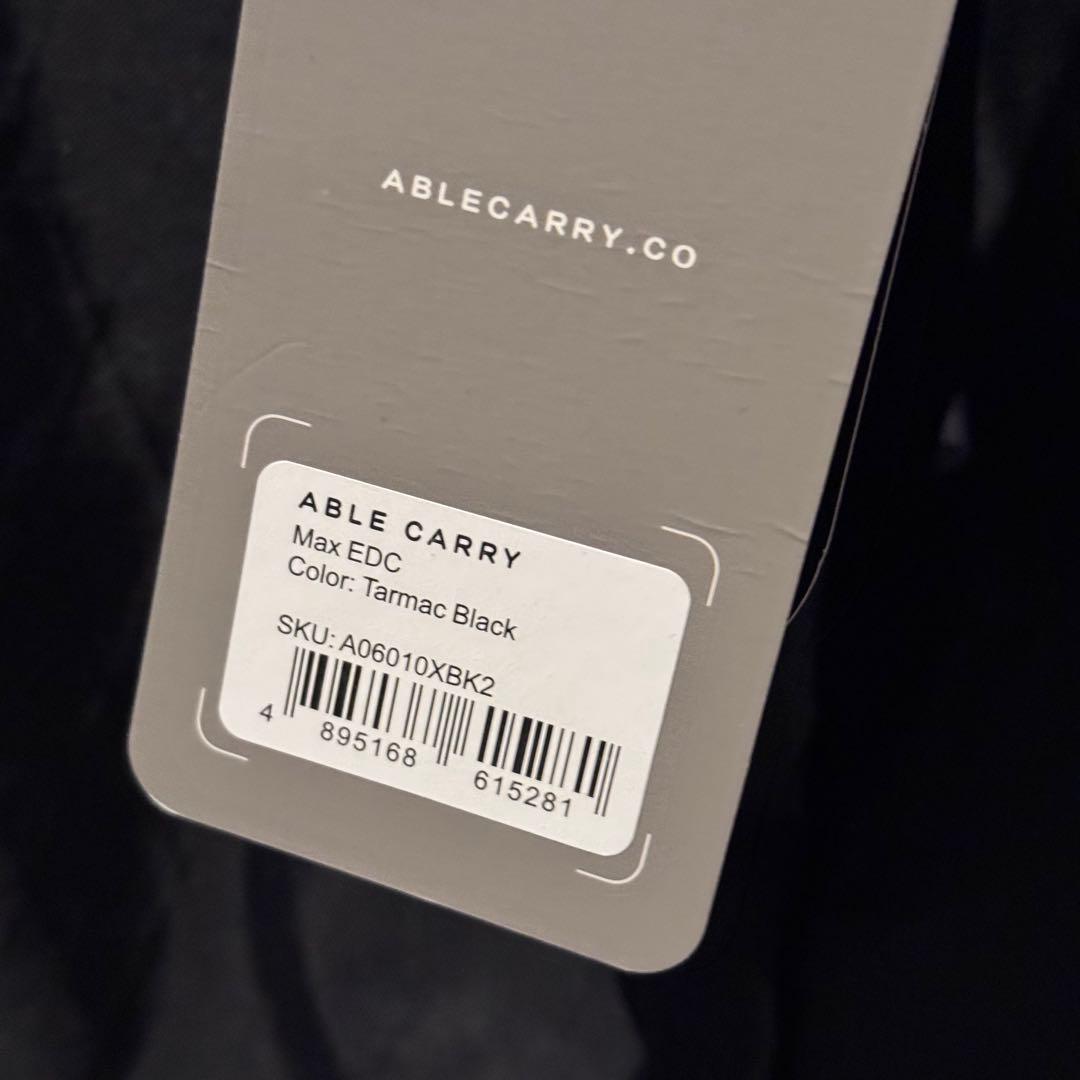 ABLECARRY.CO
ABLE CARRY
Max EDC
Color: Tarmac Black
SKU: A06010XBK2
4 895168 615281